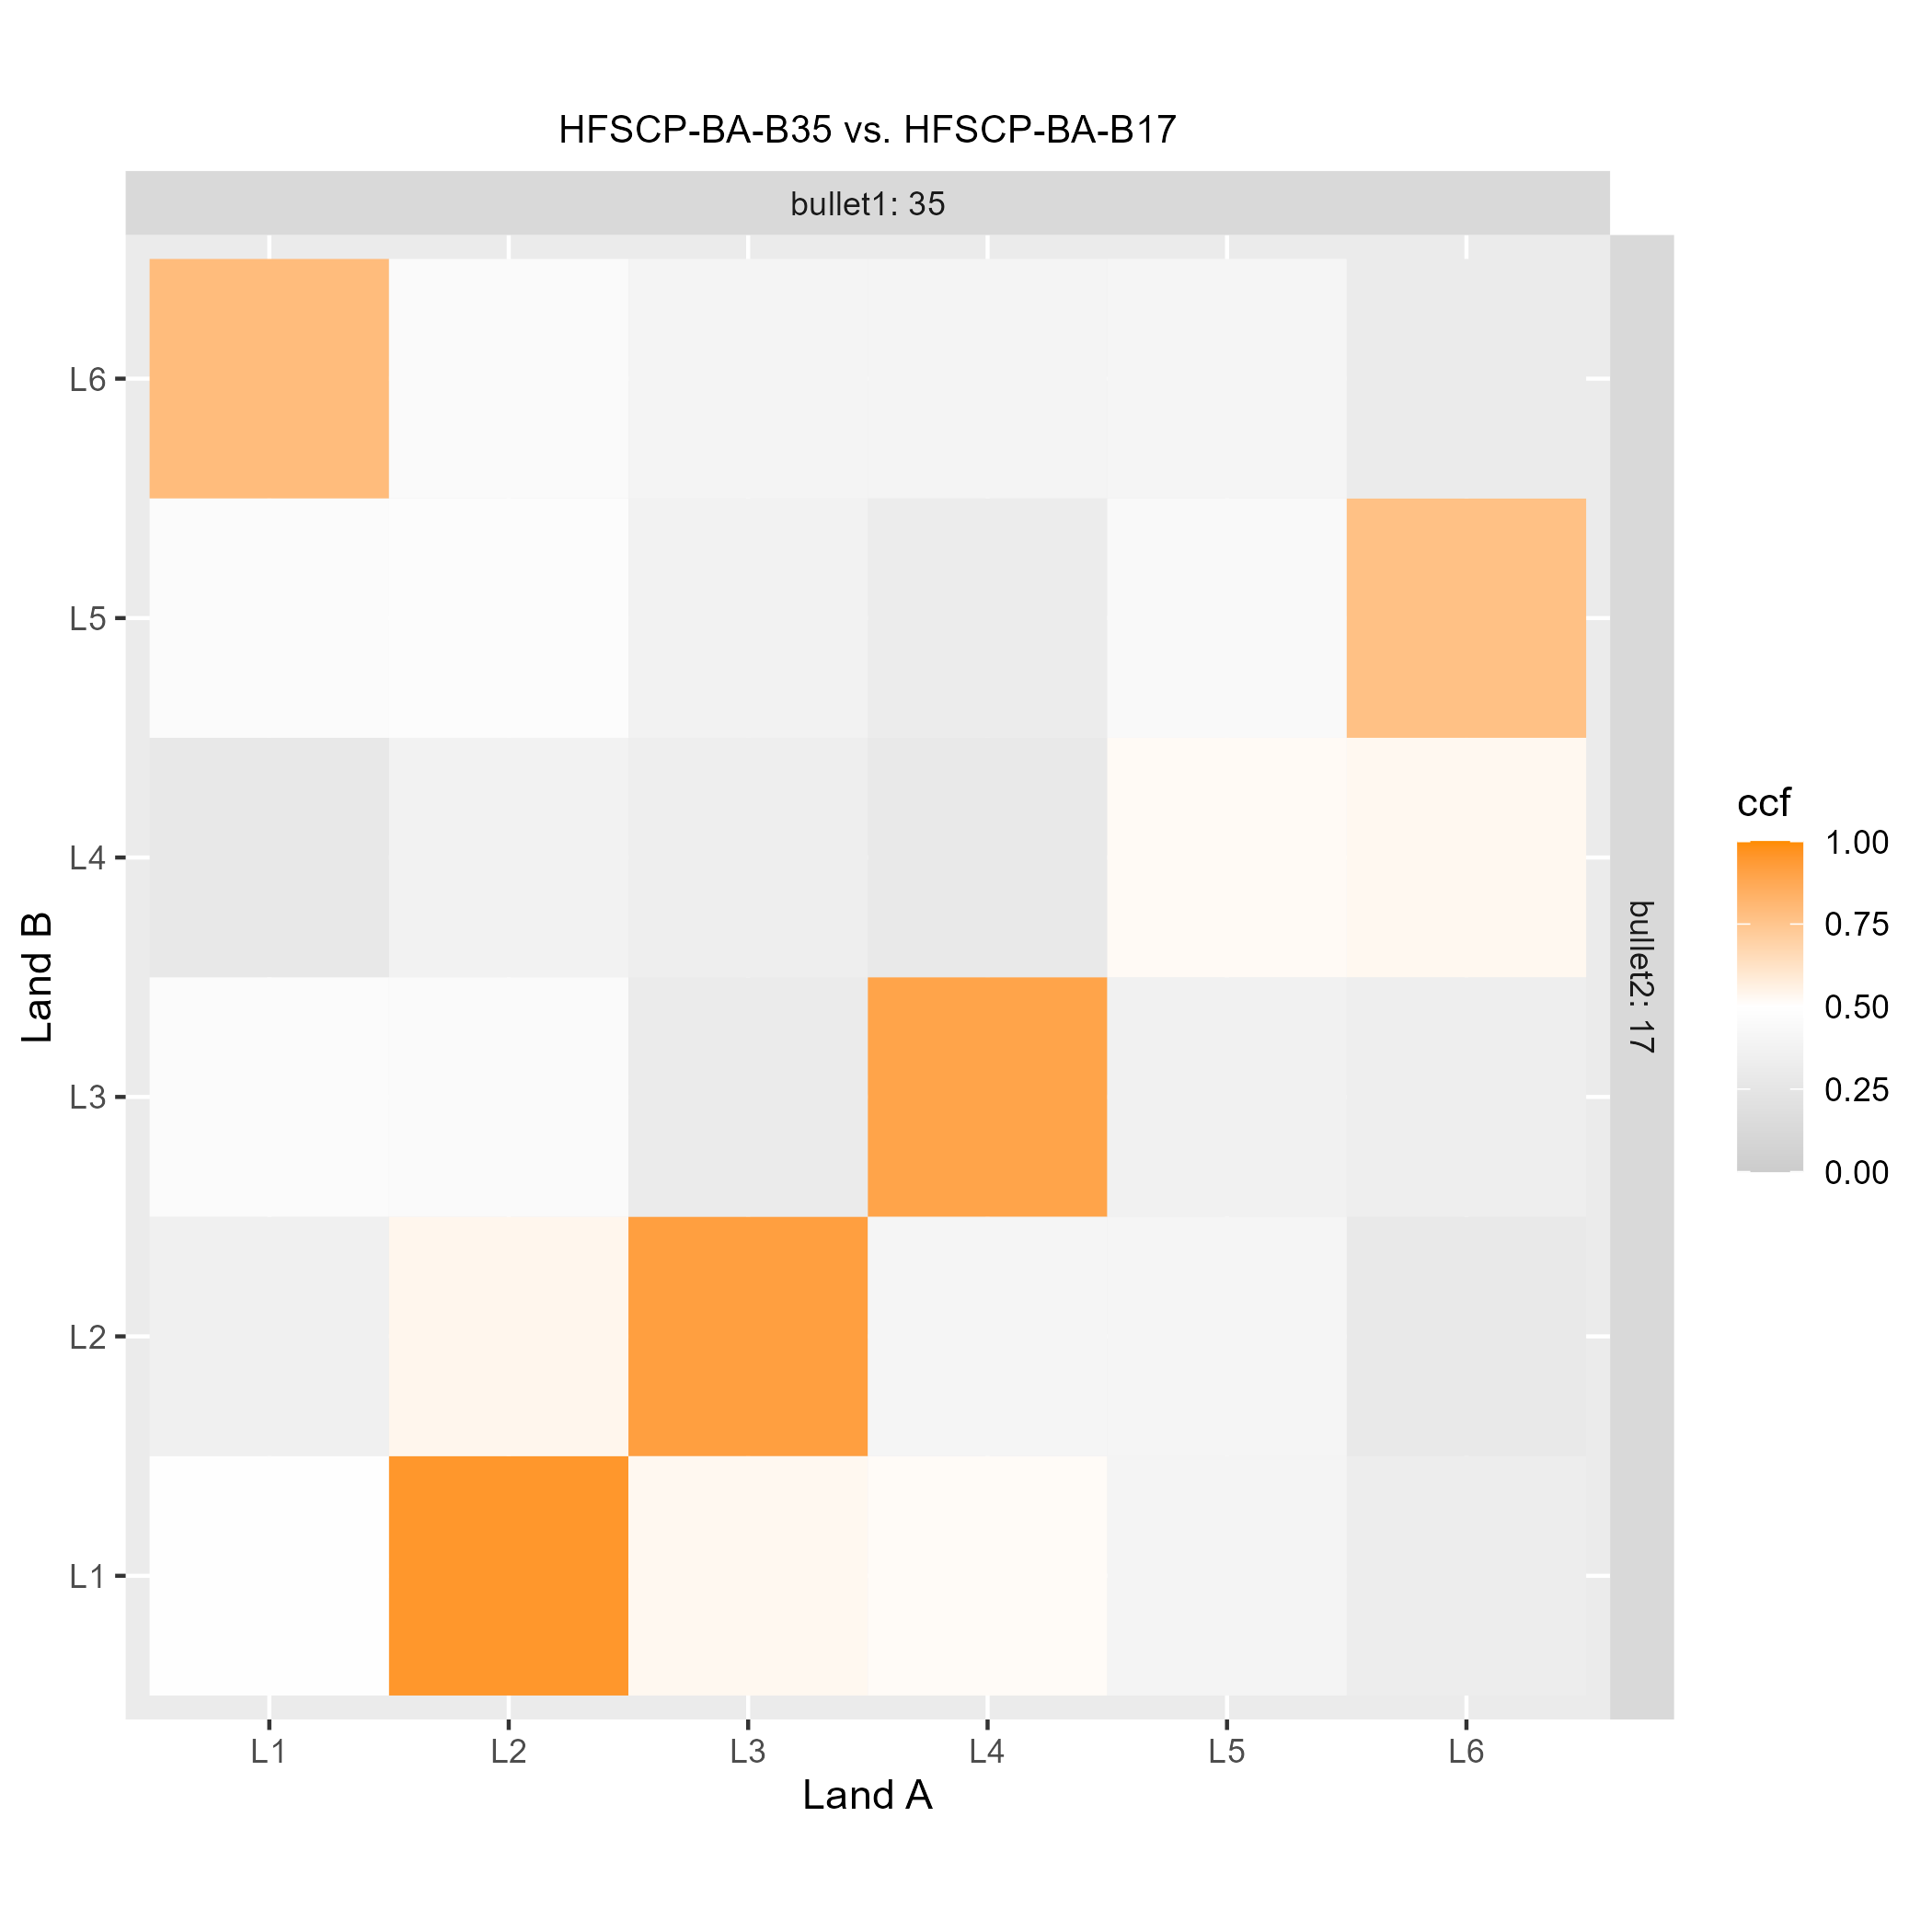 HFSCP-BA-B35 vs. HFSCP-BA-B17
bullet1: 35
L6
L5
L4
L3
L2
L1
Land B
bullet2: 17
ccf
1.00
0.75
0.50
0.25
0.00
L1 L2 L3 L4 L5 L6
Land A